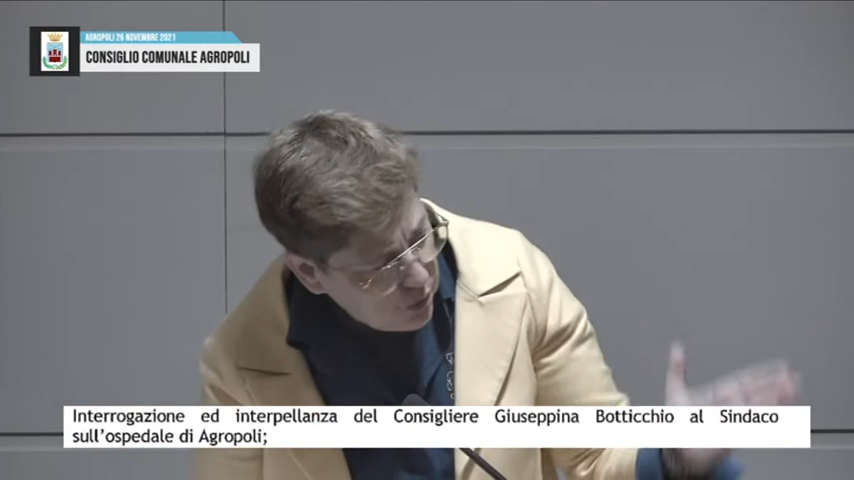 AGROPOLI 26 NOVEMBRE 2021
CONSIGLIO COMUNALE AGROPOLI
Interrogazione ed interpellanza del Consigliere Giuseppina Botticchio al Sindaco
sull'ospedale di Agropoli;